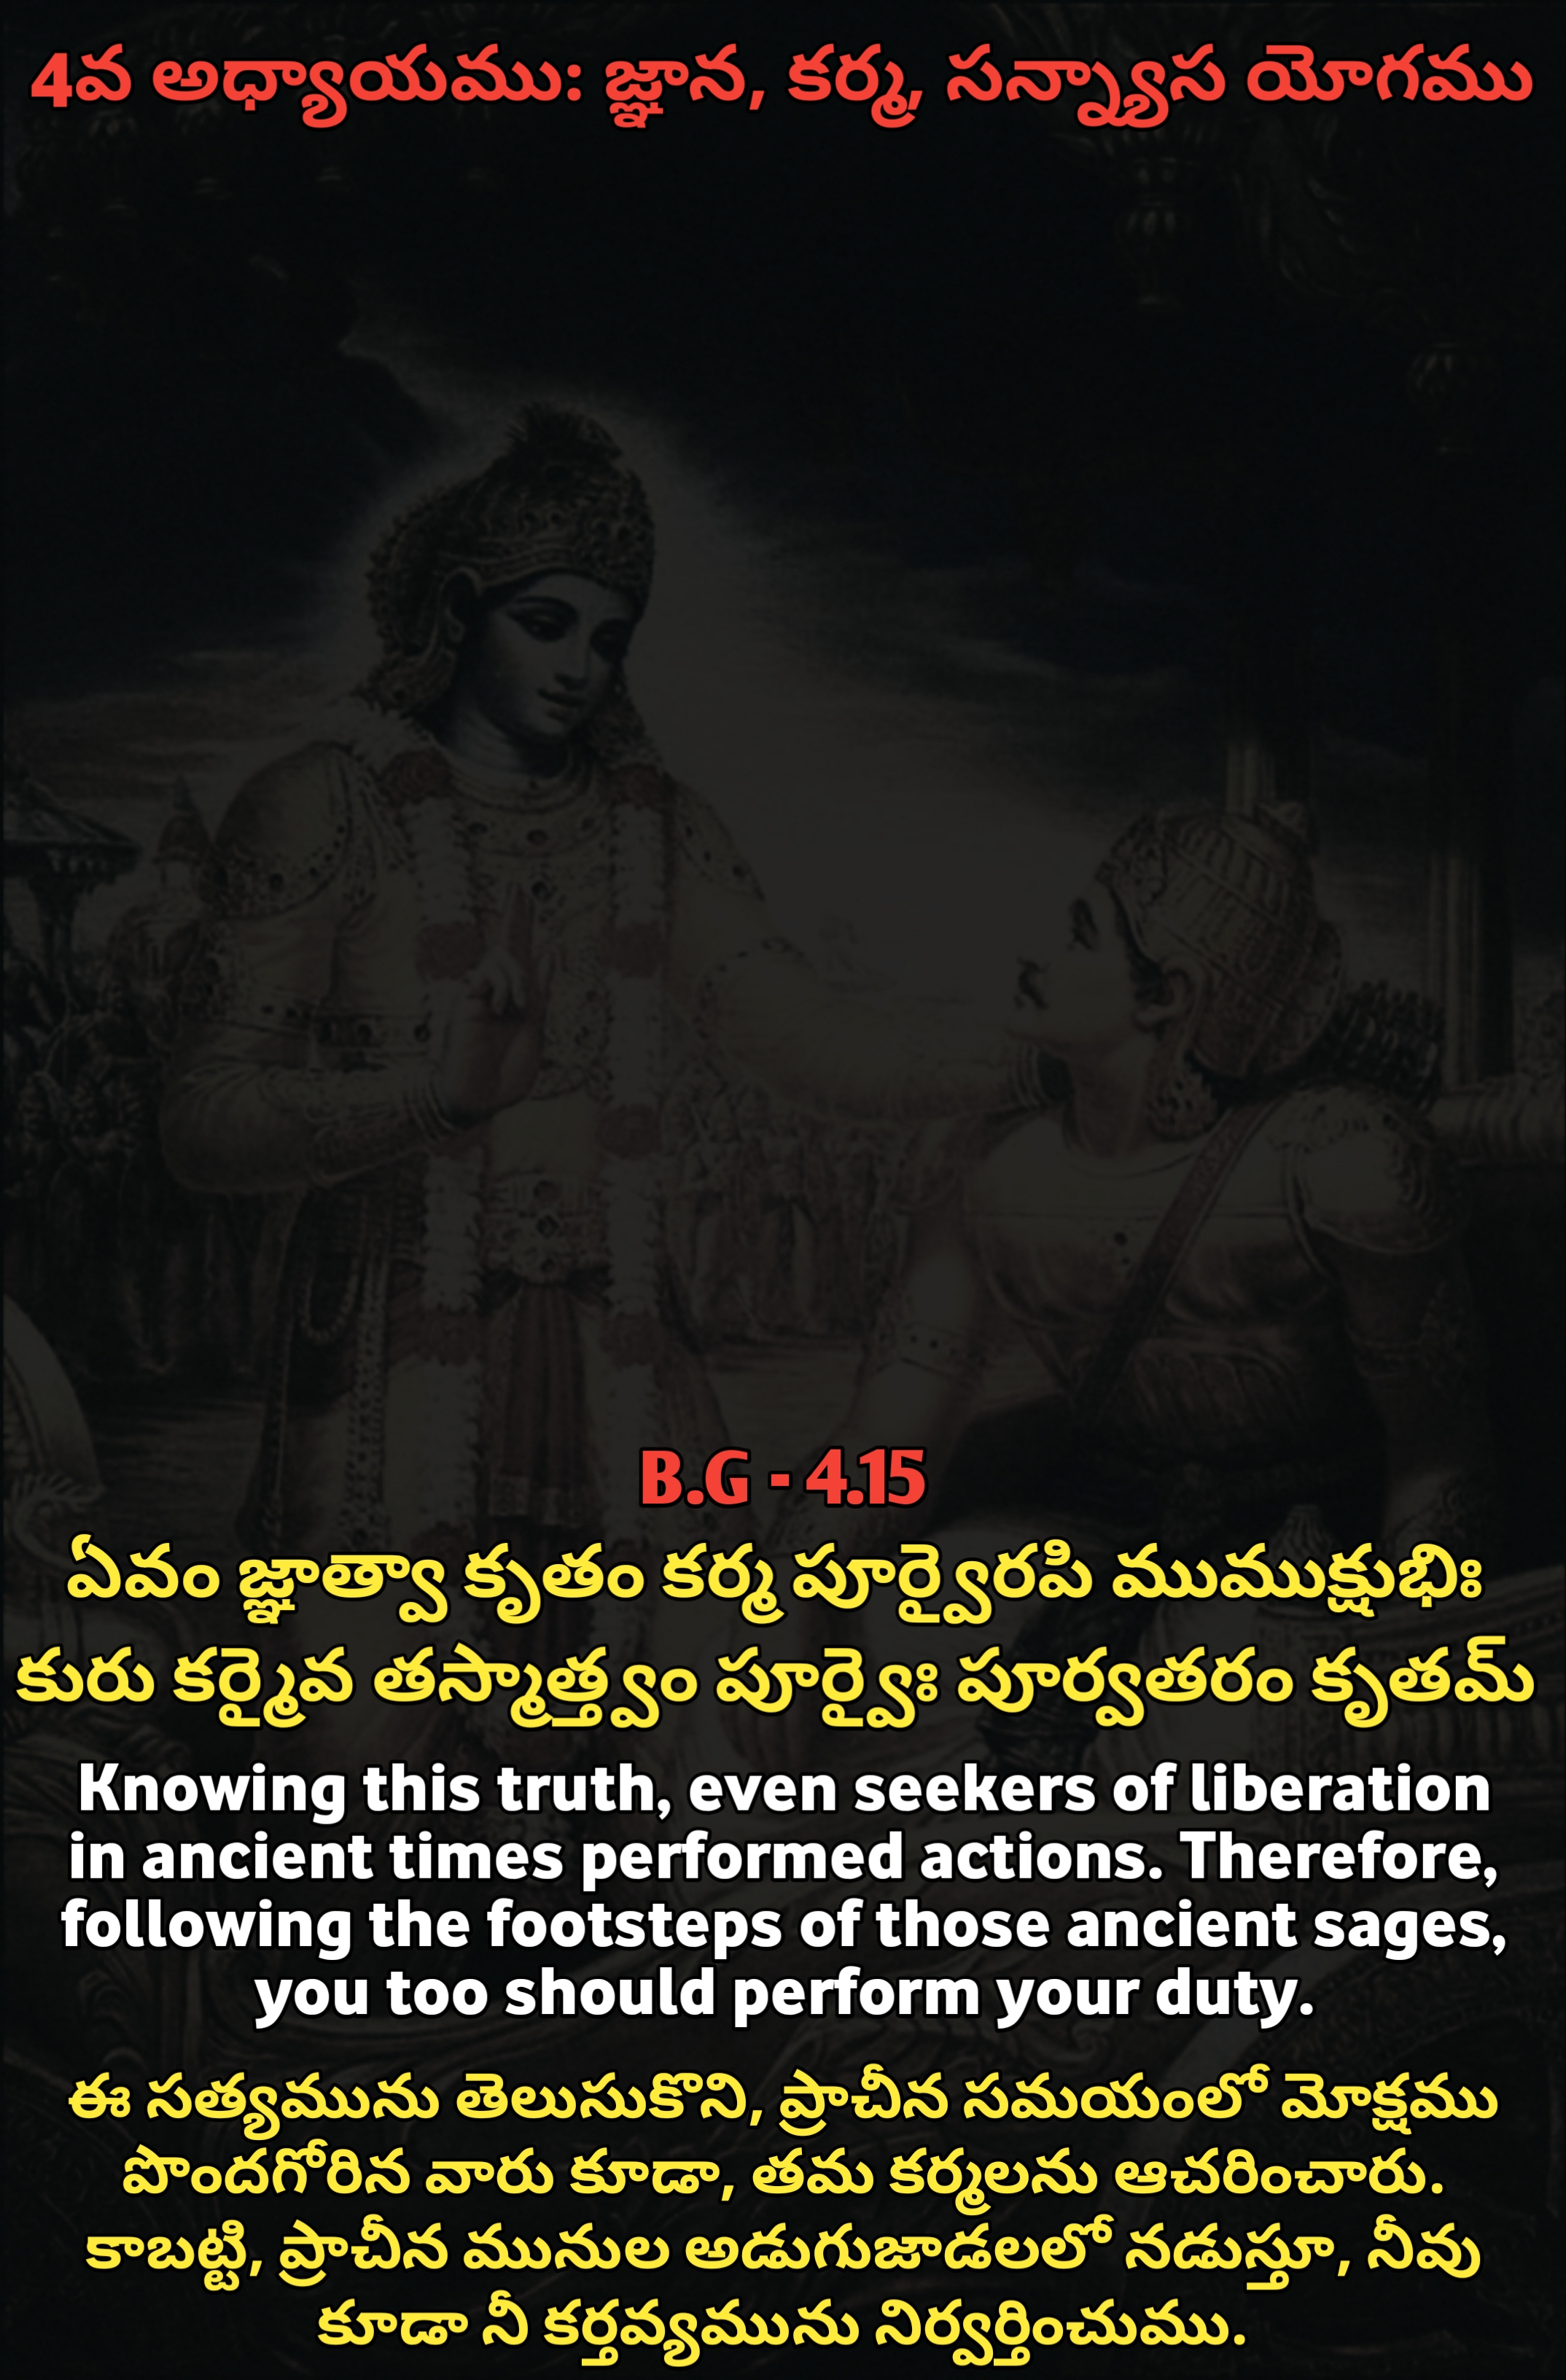 4వ అధ్యాయము: జ్ఞాన, కర్మ, సన్న్యాస యోగము
B.G - 4.15
ఏవం జ్ఞాత్వా కృతం కర్మ పూర్వైరపి ముముక్షుభిః
కురు కర్మైవ తస్మాత్త్వం పూర్వైః పూర్వతరం కృతమ్
Knowing this truth, even seekers of liberation
in ancient times performed actions. Therefore,
following the footsteps of those ancient sages,
you too should perform your duty.
ఈ సత్యమును తెలుసుకొని, ప్రాచీన సమయంలో మోక్షము
పొందగోరిన వారు కూడా, తమ కర్మలను ఆచరించారు.
కాబట్టి, ప్రాచీన మునుల అడుగుజాడలలో నడుస్తూ, నీవు
కూడా నీ కర్తవ్యమును నిర్వర్తించుము.